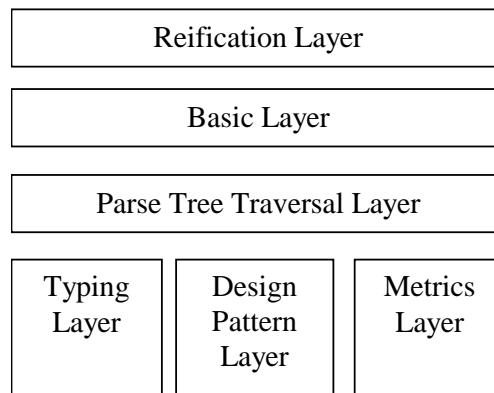 Reification Layer
Basic Layer
Parse Tree Traversal Layer
Typing
Layer
Design
Pattern
Layer
Metrics
Layer